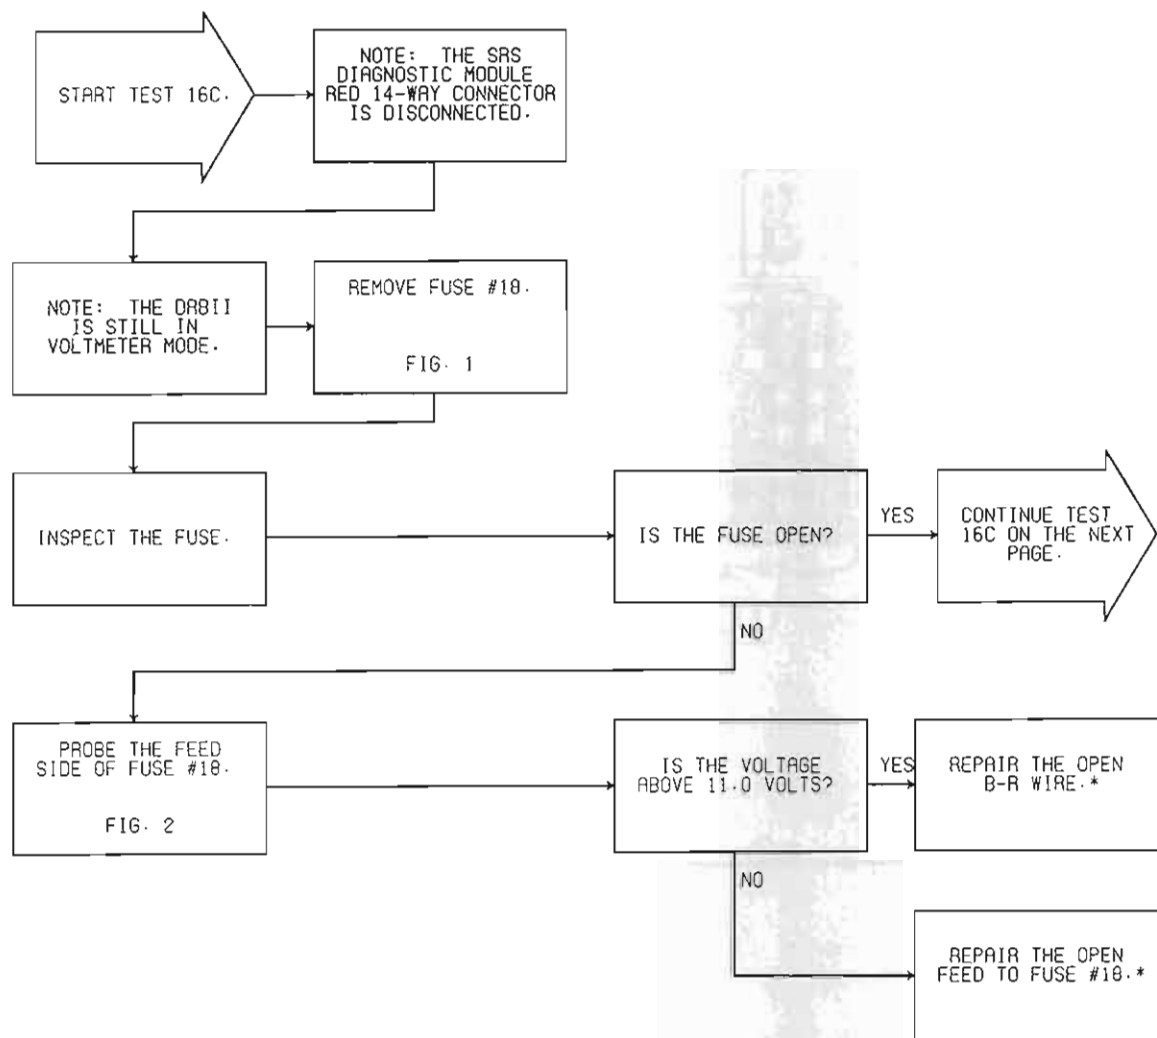 START TEST 16C.
NOTE: THE SRS
DIAGNOSTIC MODULE
RED 14-WAY CONNECTOR
IS DISCONNECTED.
NOTE: THE DRBII
IS STILL IN
VOLTMETER MODE.
REMOVE FUSE #18.
FIG. 1
INSPECT THE FUSE.
IS THE FUSE OPEN?
YES
CONTINUE TEST
16C ON THE NEXT
PAGE.
NO
PROBE THE FEED
SIDE OF FUSE #18.
FIG. 2
IS THE VOLTAGE
ABOVE 11.0 VOLTS?
YES
REPAIR THE OPEN
B-R WIRE.*
NO
REPAIR THE OPEN
FEED TO FUSE #18.*